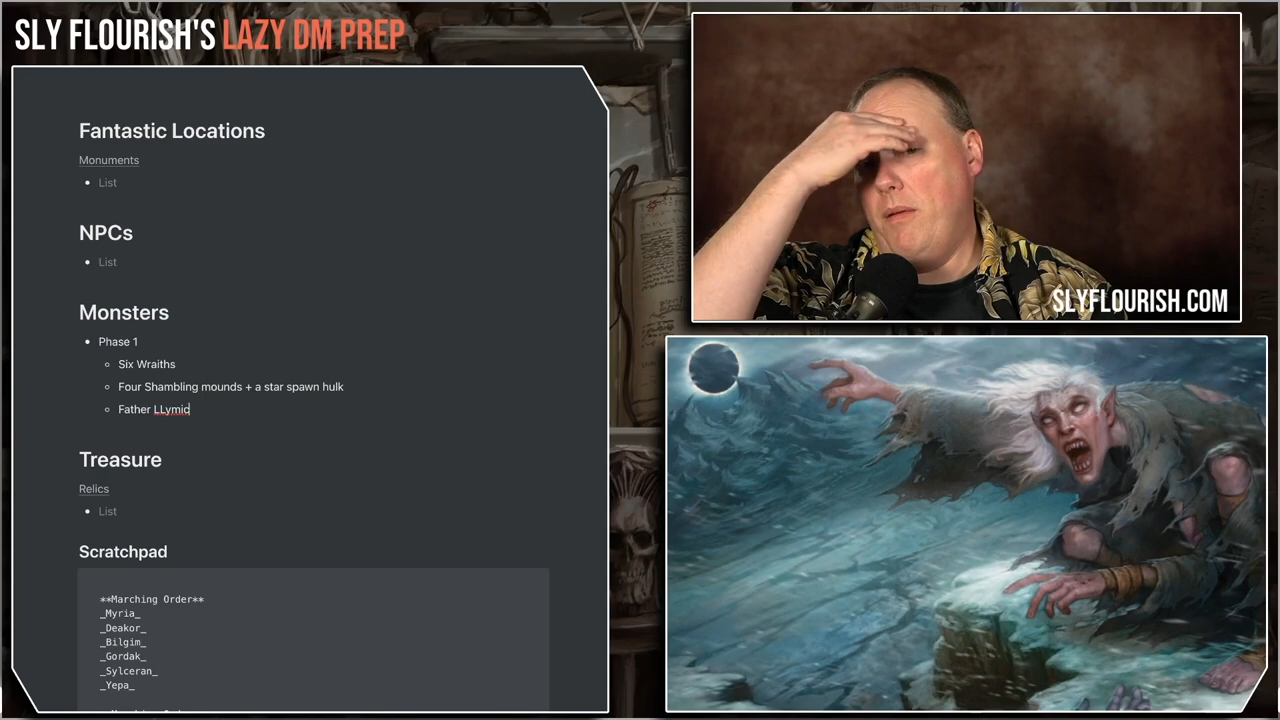 SLY FLOURISH'S LAZY DM PREP
Fantastic Locations
Monuments
List
NPCs
List
Monsters
Phase 1
Six Wraiths
Four Shambling mounds + a star spawn hulk
Father LLymic
Treasure
Relics
List
Scratchpad
**Marching Order**
_Myria_
_Deakor_
_Bilgim_
_Gordak_
_Sylceran_
_Yepa_
SLYFLOURISH.COM